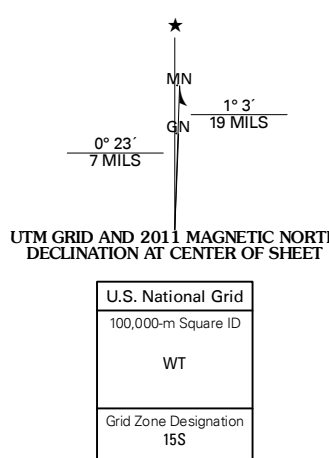 MN
1° 3´
19 MILS
GN
0° 23´
7 MILS
UTM GRID AND 2011 MAGNETIC NORTH
DECLINATION AT CENTER OF SHEET
U.S. National Grid
100,000-m Square ID
WT
Grid Zone Designation
15S